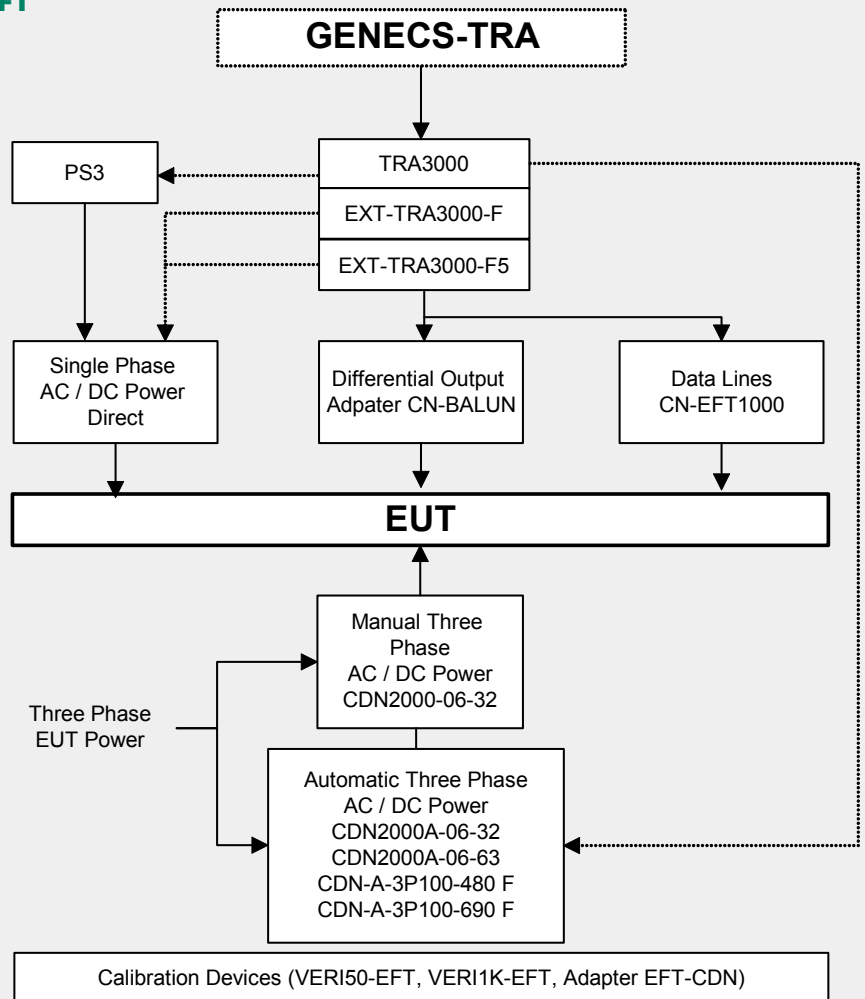 GENECS-TRA
PS3
TRA3000
EXT-TRA3000-F
EXT-TRA3000-F5
Single Phase
AC / DC Power
Direct
Differential Output
Adpater CN-BALUN
Data Lines
CN-EFT1000
EUT
Manual Three
Phase
AC / DC Power
CDN2000-06-32
Three Phase
EUT Power
Automatic Three Phase
AC / DC Power
CDN2000A-06-32
CDN2000A-06-63
CDN-A-3P100-480 F
CDN-A-3P100-690 F
Calibration Devices (VERI50-EFT, VERI1K-EFT, Adapter EFT-CDN)